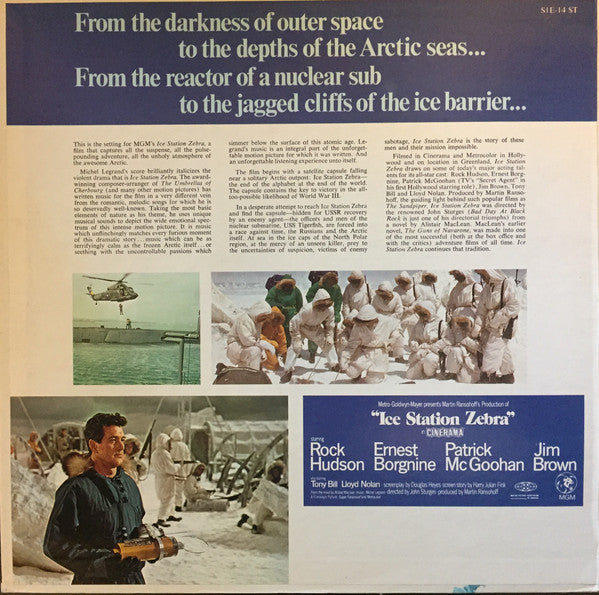 S1E-14 ST
From the darkness of outer space
to the depths of the Arctic seas...
From the reactor of a nuclear sub
to the jagged cliffs of the ice barrier...
This is the setting for MGM's Ice Station Zebra, a
film that captures all the suspense, all the pulse-
pounding adventure, all the unholy atmosphere of
the awesome Arctic.
Michel Legrand's score brilliantly italicizes the
violent drama that is Ice Station Zebra. The award-
winning composer-arranger of The Umbrellas of
Cherbourg (and many other motion pictures) has
written music for the film in a very different vein
from the romantic, melodic songs for which he is
so deservedly well-known. Taking the most basic
elements of nature as his theme, he uses unique
musical sounds to depict the wide emotional spec-
trum of this intense motion picture. It is music
which unflinchingly matches every furious moment
of this dramatic story...music which can be as
terrifyingly calm as the frozen Arctic itself...or
seething with the uncontrollable passions which
simmer below the surface of this atomic age. Le-
grand's music is an integral part of the unforget-
table motion picture for which it was written. And
an unforgettable listening experience unto itself.
The film begins with a satellite capsule falling
near a solitary Arctic outpost: Ice Station Zebra—
the end of the alphabet at the end of the world.
The capsule contains the key to victory in the all-
too-possible likelihood of World War III.
In a desperate attempt to reach Ice Station Zebra
and find the capsule—hidden for USSR recovery
by an enemy agent—the officers and men of the
nuclear submarine, USS Tigerfish, are forced into
a race against time, the Russians and the Arctic
itself. At sea in the ice caps of the North Polar
region, at the mercy of an unseen killer, prey to
the uncertainties of suspicion, victims of enemy
sabotage, Ice Station Zebra is the story of these
men and their mission impossible.
Filmed in Cinerama and Metrocolor in Holly-
wood and on location in Greenland, Ice Station
Zebra draws on some of today's major acting tal-
ents for its all-star cast: Rock Hudson, Ernest Borg-
nine, Patrick McGoohan (TV's "Secret Agent" in
his first Hollywood starring role), Jim Brown, Tony
Bill and Lloyd Nolan. Produced by Martin Ranso-
hoff, the guiding light behind such popular films as
The Sandpiper, Ice Station Zebra was directed by
the renowned John Sturges (Bad Day At Black
Rock is just one of his directorial triumphs) from a
novel by Alistair MacLean. MacLean's earlier
novel, The Guns of Navarone, was made into one
of the most successful (both at the box office and
with the critics) adventure films of all time. Ice
Station Zebra continues that tradition.
Metro-Goldwyn-Mayer presents Martin Ransohoff's Production of
"Ice Station Zebra"
in CINERAMA
starring
Rock Hudson
Ernest Borgnine
Patrick McGoohan
Jim Brown
Tony Bill Lloyd Nolan screenplay by Douglas Heyes screen story by Harry Julian Fink
directed by John Sturges produced by Martin Ransohoff
MGM